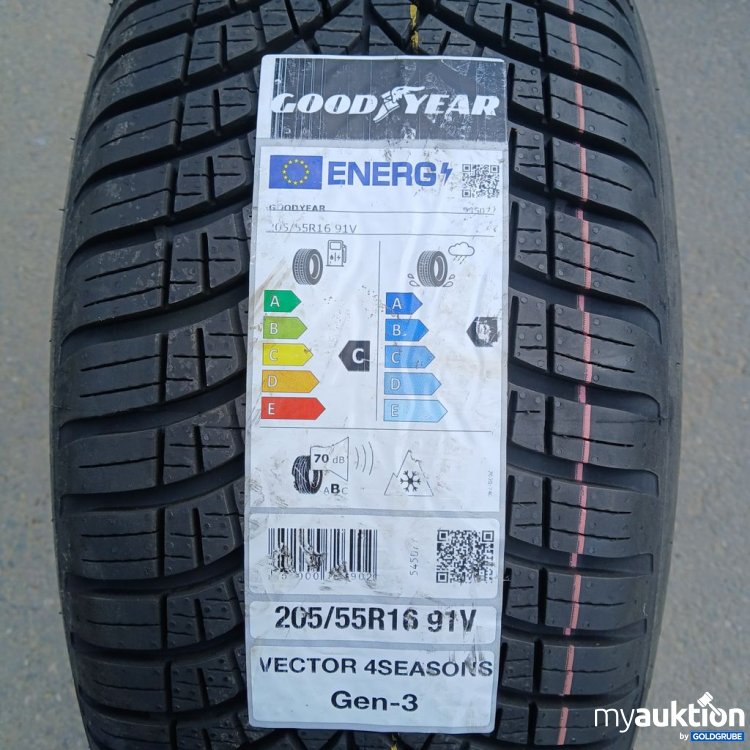 GOODYEAR
ENERG
GOODYEAR
205/55R16 91V
A
B
C
D
E
C
A
B
C
D
E
70 dB
ABC
205/55R16 91V
VECTOR 4SEASONS
Gen-3
myauktion
by GOLDGRUBE